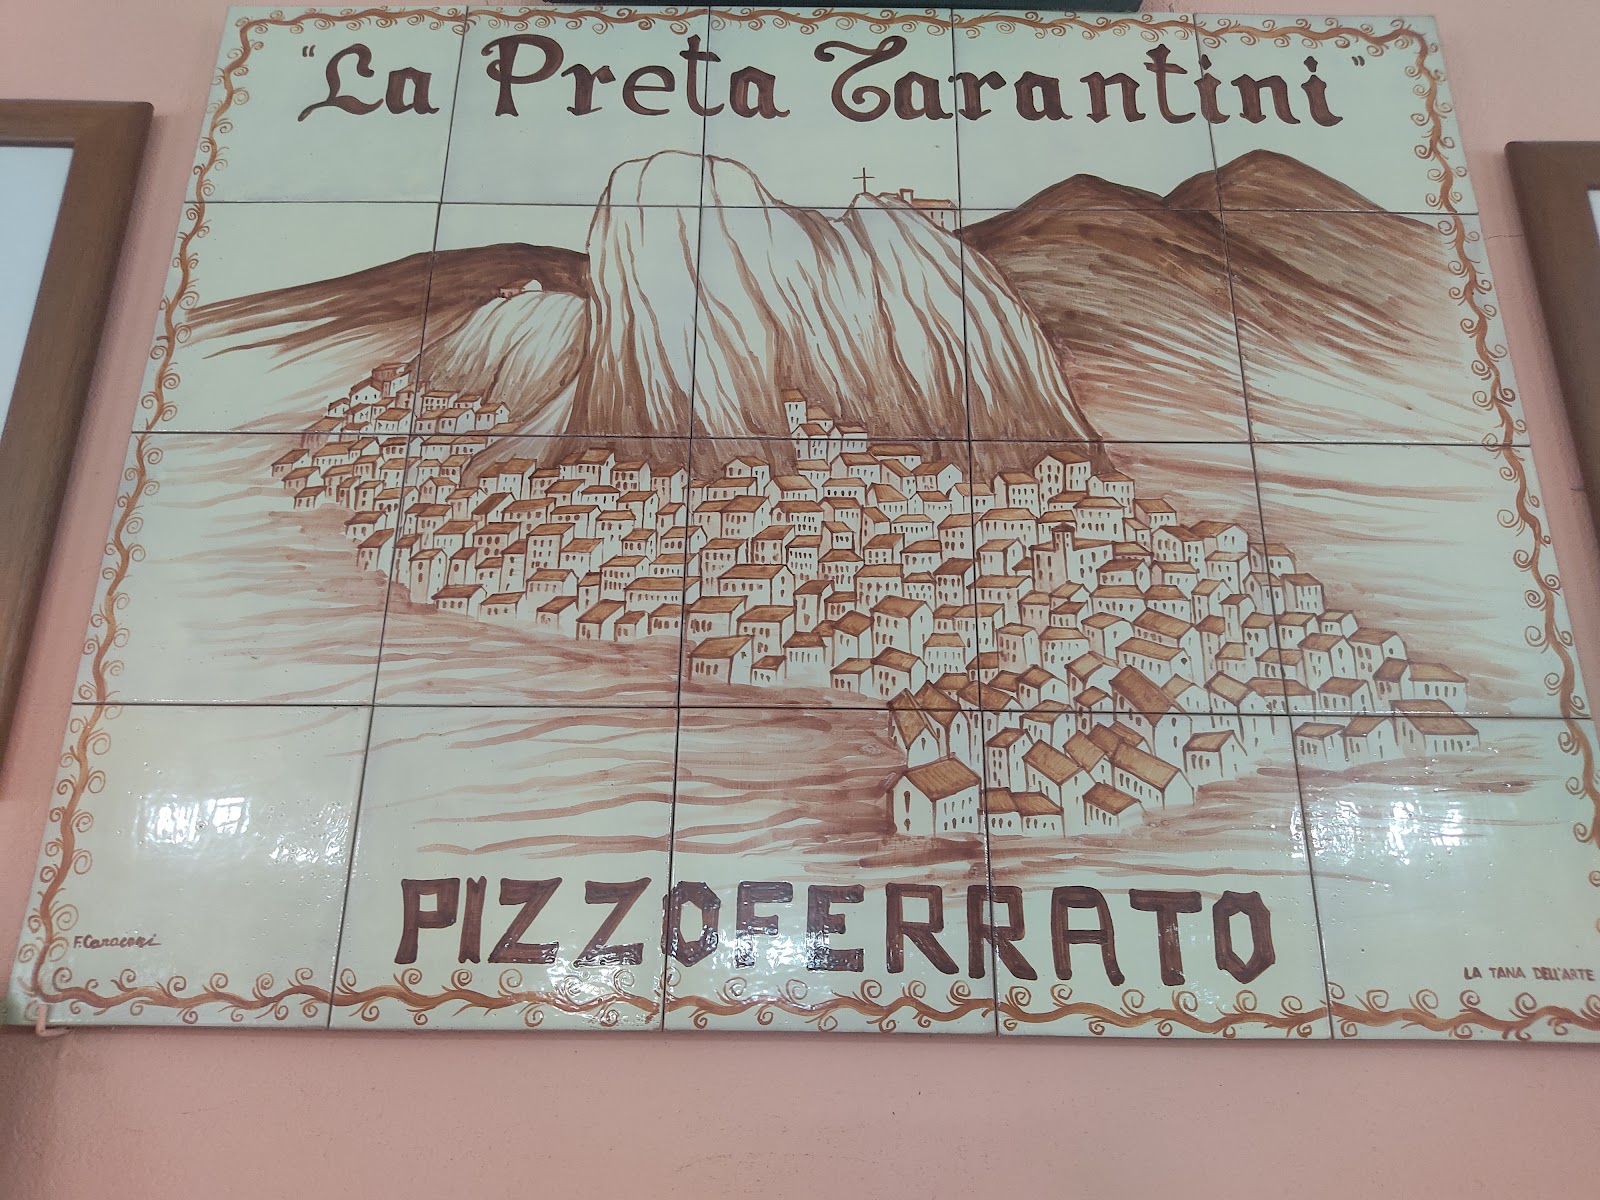 "La Preta Tarantini"
PIZZOFERRATO
F. Caraceni
LA TANA DELL'ARTE